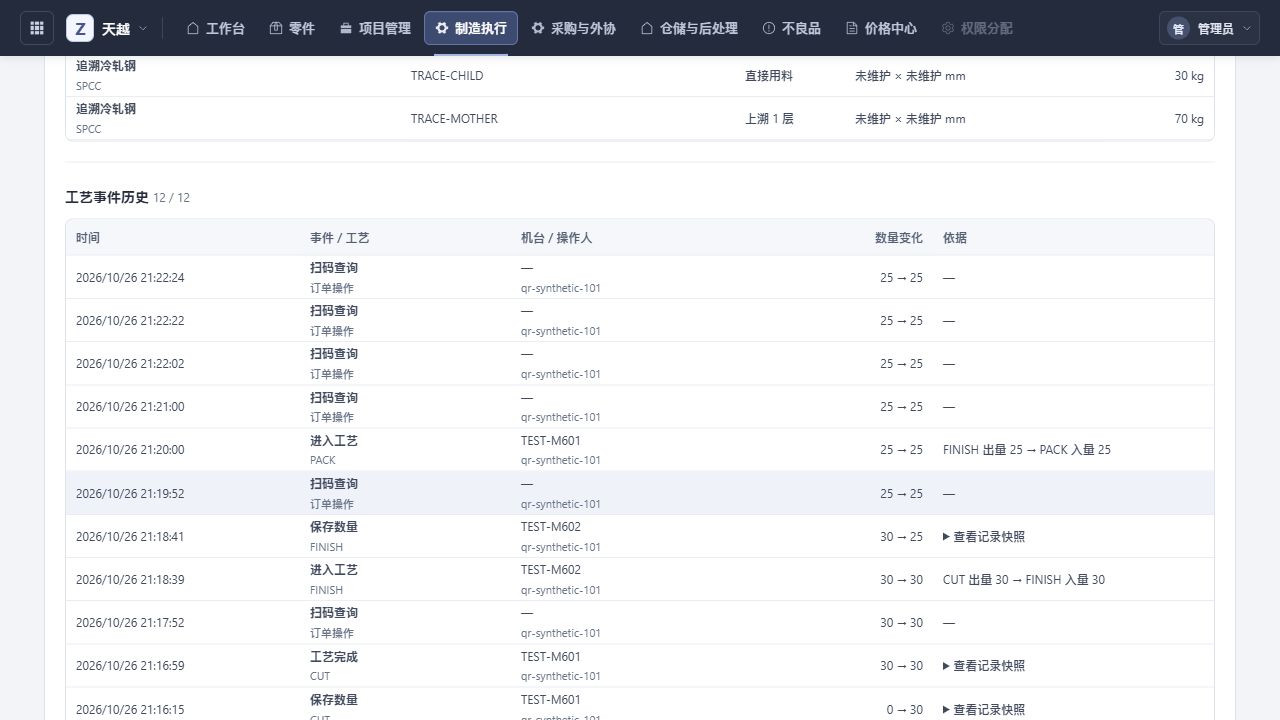 Z 天越 工作台 零件 项目管理 制造执行 采购与外协 仓储与后处理 不良品 价格中心 权限分配 管 管理员
追溯冷轧钢 TRACE-CHILD 直接用料 未维护 × 未维护 mm 30 kg
SPCC
追溯冷轧钢 TRACE-MOTHER 上溯 1 层 未维护 × 未维护 mm 70 kg
SPCC
工艺事件历史 12 / 12
时间 事件 / 工艺 机台 / 操作人 数量变化 依据
2026/10/26 21:22:24 扫码查询 — 25 → 25 —
订单操作 qr-synthetic-101
2026/10/26 21:22:22 扫码查询 — 25 → 25 —
订单操作 qr-synthetic-101
2026/10/26 21:22:02 扫码查询 — 25 → 25 —
订单操作 qr-synthetic-101
2026/10/26 21:21:00 扫码查询 — 25 → 25 —
订单操作 qr-synthetic-101
2026/10/26 21:20:00 进入工艺 TEST-M601 25 → 25 FINISH 出量 25 → PACK 入量 25
PACK qr-synthetic-101
2026/10/26 21:19:52 扫码查询 — 25 → 25 —
订单操作 qr-synthetic-101
2026/10/26 21:18:41 保存数量 TEST-M602 30 → 25 ▶ 查看记录快照
FINISH qr-synthetic-101
2026/10/26 21:18:39 进入工艺 TEST-M602 30 → 30 CUT 出量 30 → FINISH 入量 30
FINISH qr-synthetic-101
2026/10/26 21:17:52 扫码查询 — 30 → 30 —
订单操作 qr-synthetic-101
2026/10/26 21:16:59 工艺完成 TEST-M601 30 → 30 ▶ 查看记录快照
CUT qr-synthetic-101
2026/10/26 21:16:15 保存数量 TEST-M601 0 → 30 ▶ 查看记录快照
CUT qr-synthetic-101